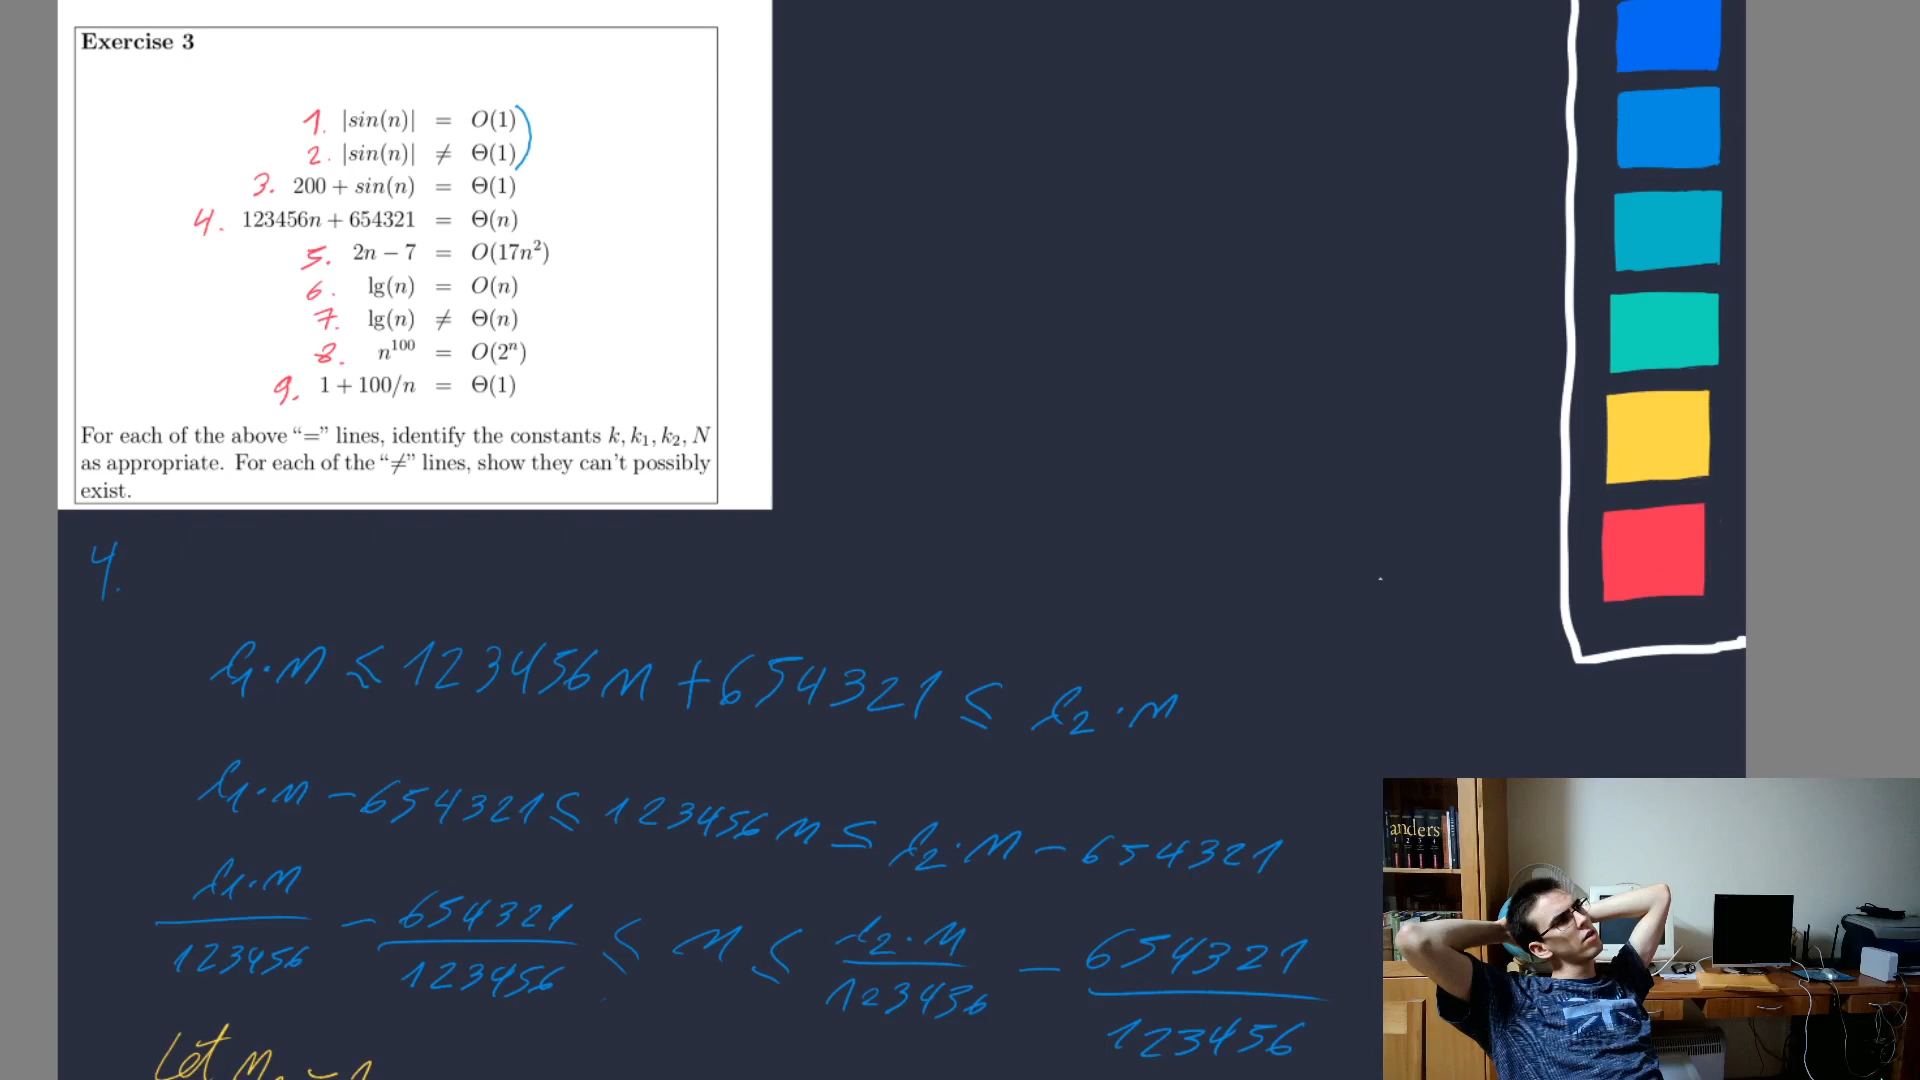 Exercise 3
1. |sin(n)| = O(1)
2. |sin(n)| ≠ Θ(1)
3. 200 + sin(n) = Θ(1)
4. 123456n + 654321 = Θ(n)
5. 2n − 7 = O(17n²)
6. lg(n) = O(n)
7. lg(n) ≠ Θ(n)
8. n¹⁰⁰ = O(2ⁿ)
9. 1 + 100/n = Θ(1)
For each of the above “=” lines, identify the constants k, k₁, k₂, N
as appropriate. For each of the “≠” lines, show they can’t possibly
exist.
4.
k₁·n ≤ 123456n + 654321 ≤ k₂·n
k₁·n − 654321 ≤ 123456n ≤ k₂·n − 654321
k₁·n / 123456 − 654321 / 123456 ≤ n ≤ k₂·n / 123436 − 654321 / 123456
Let
anders